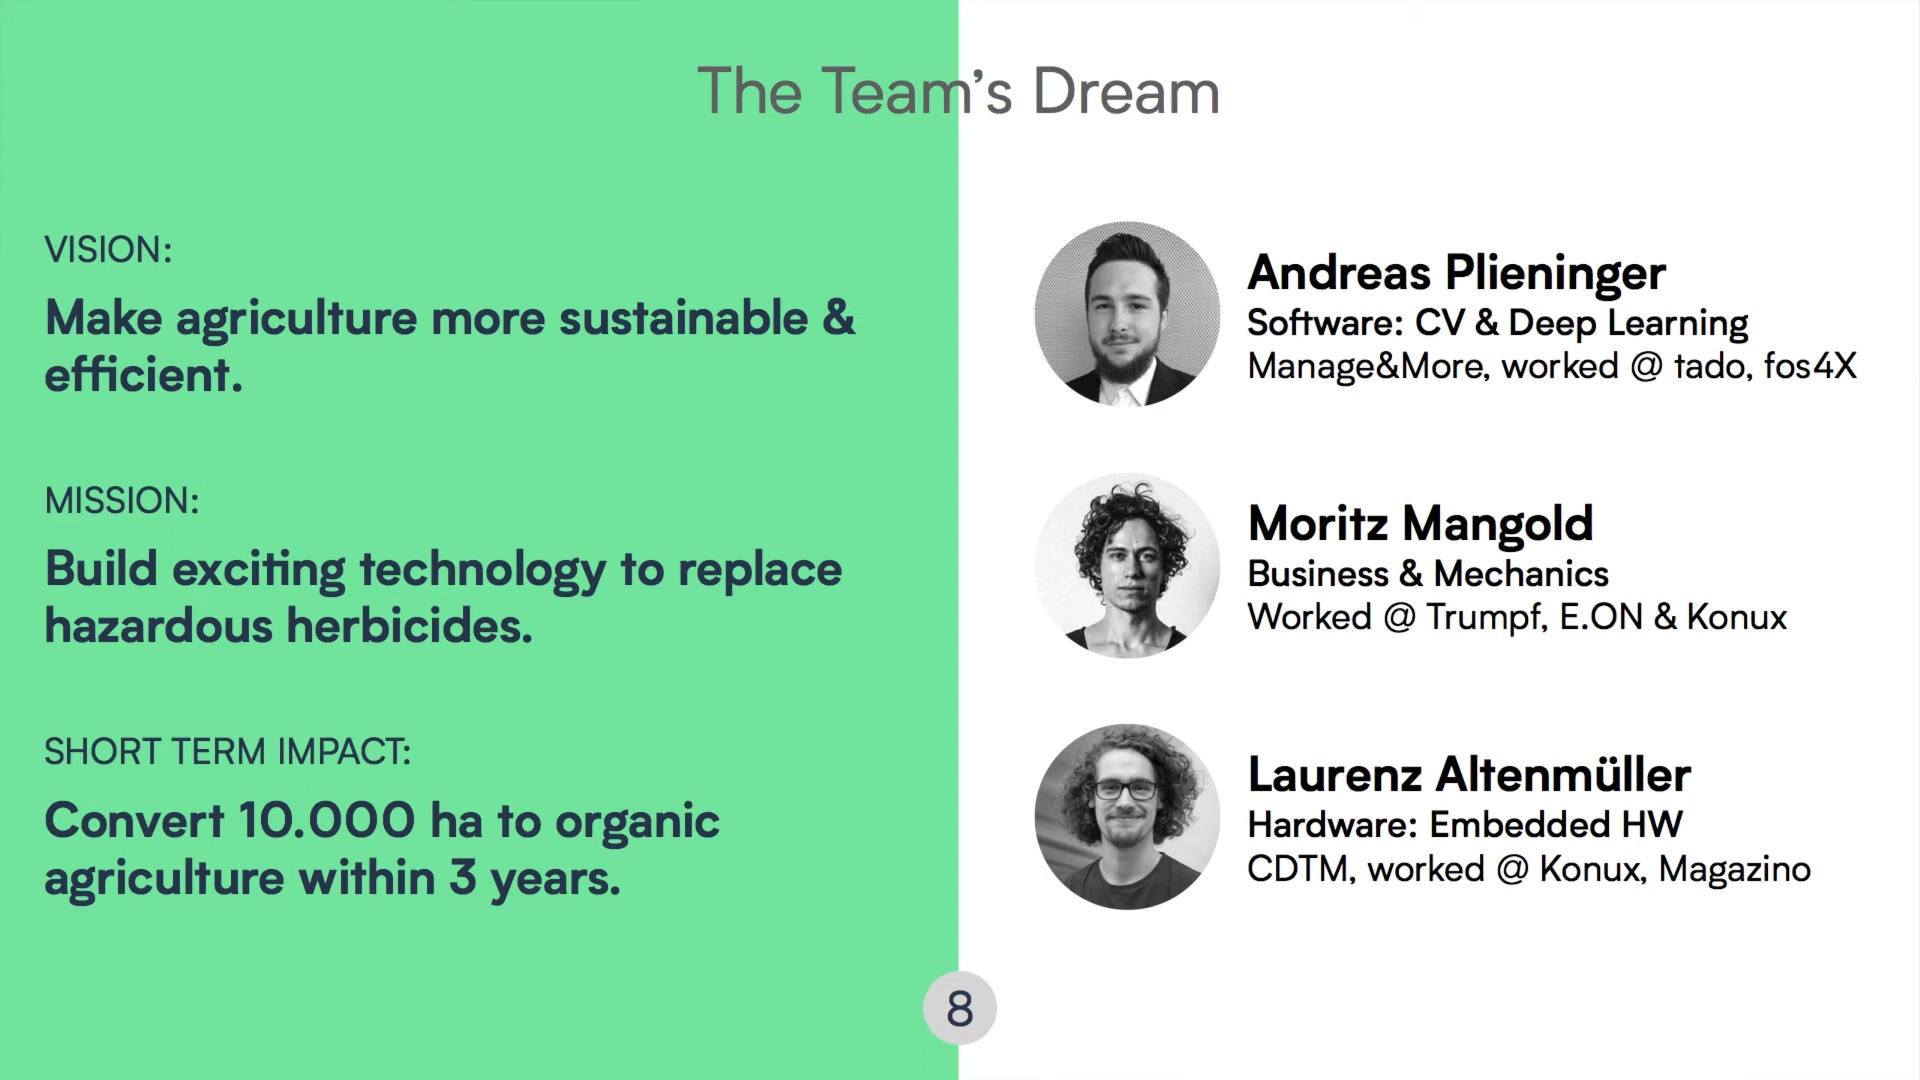 The Team’s Dream
VISION:
Make agriculture more sustainable &
efficient.
MISSION:
Build exciting technology to replace
hazardous herbicides.
SHORT TERM IMPACT:
Convert 10.000 ha to organic
agriculture within 3 years.
Andreas Plieninger
Software: CV & Deep Learning
Manage&More, worked @ tado, fos4X
Moritz Mangold
Business & Mechanics
Worked @ Trumpf, E.ON & Konux
Laurenz Altenmüller
Hardware: Embedded HW
CDTM, worked @ Konux, Magazino
8